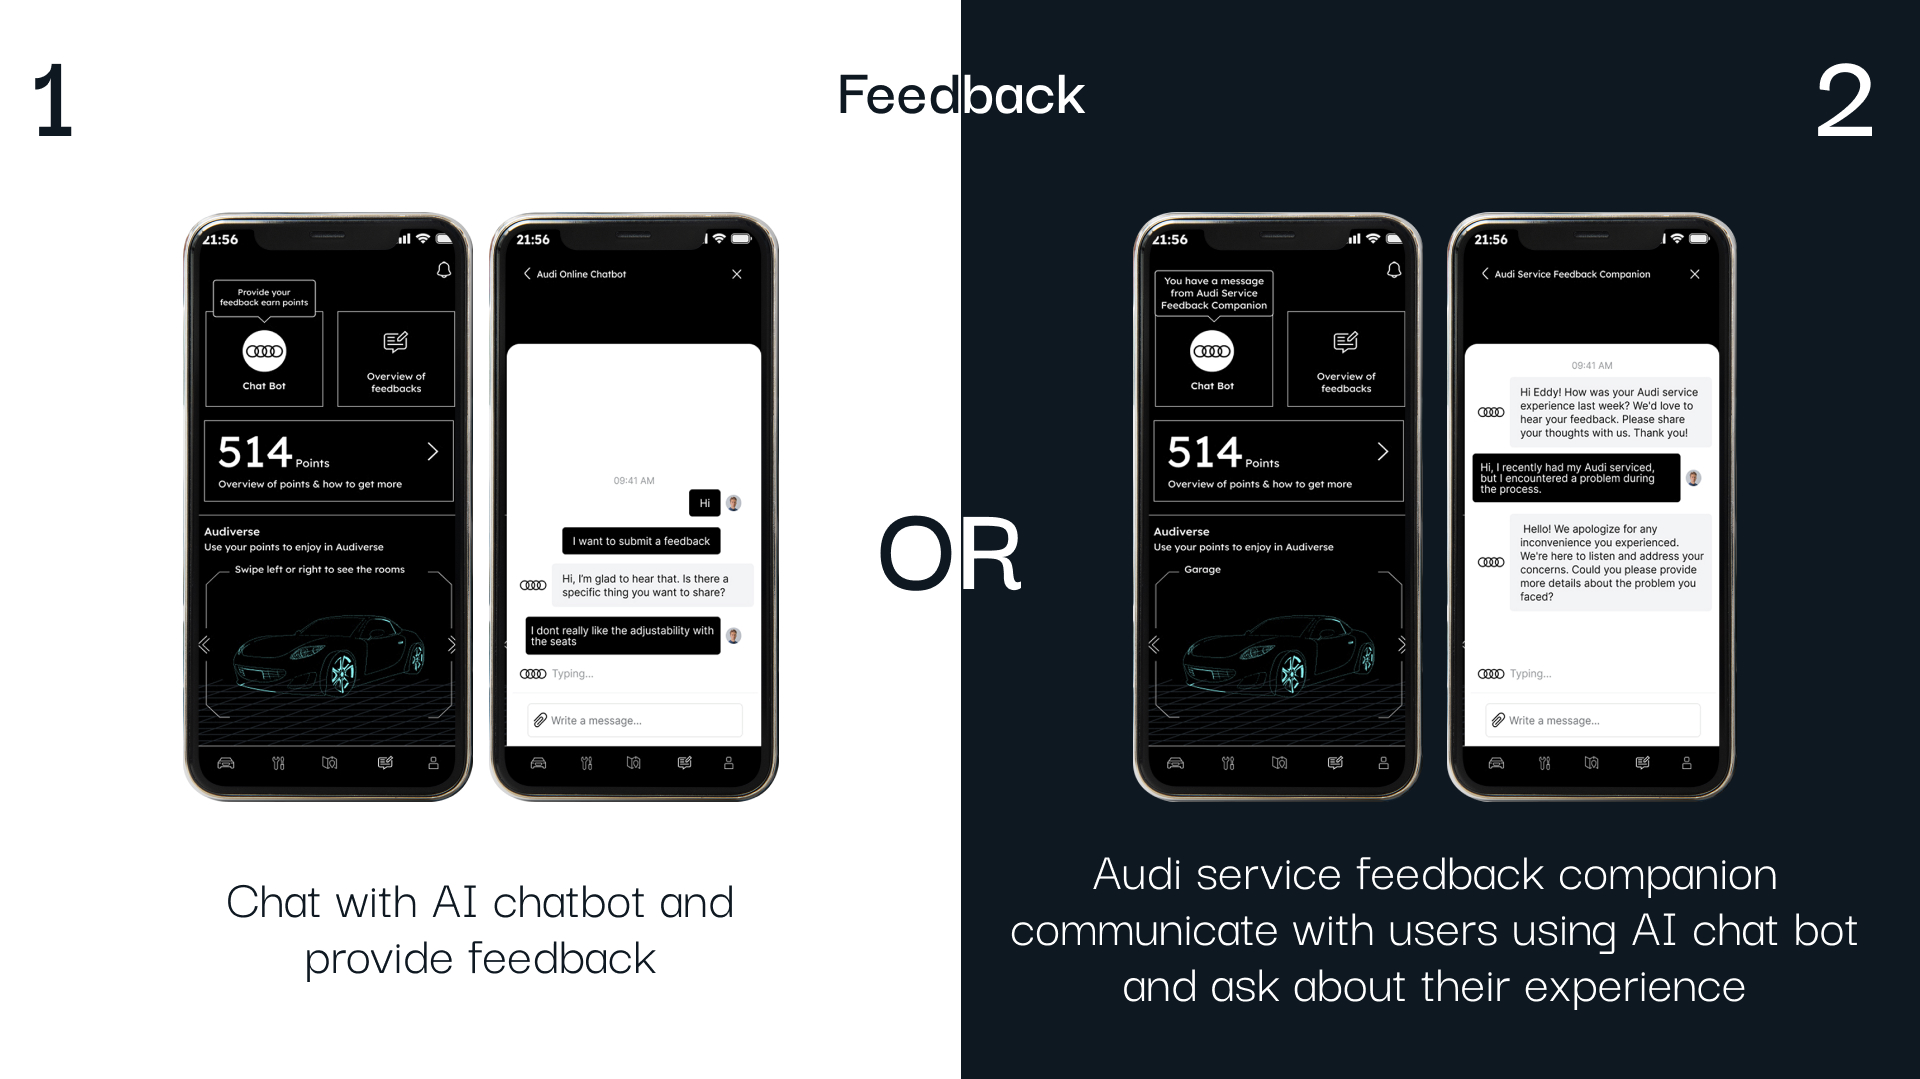 1
Feedback
2
21:56
Provide your
feedback earn points
Chat Bot
Overview of
feedbacks
514 Points
Overview of points & how to get more
Audiverse
Use your points to enjoy in Audiverse
Swipe left or right to see the rooms
21:56
Audi Online Chatbot
09:41 AM
Hi
I want to submit a feedback
Hi, I'm glad to hear that. Is there a
specific thing you want to share?
I dont really like the adjustability with
the seats
Typing...
Write a message...
Chat with AI chatbot and
provide feedback
OR
21:56
You have a message
from Audi Service
Feedback Companion
Chat Bot
Overview of
feedbacks
514 Points
Overview of points & how to get more
Audiverse
Use your points to enjoy in Audiverse
Garage
21:56
Audi Service Feedback Companion
09:41 AM
Hi Eddy! How was your Audi service
experience last week? We'd love to
hear your feedback. Please share
your thoughts with us. Thank you!
Hi, I recently had my Audi serviced,
but I encountered a problem during
the process.
Hello! We apologize for any
inconvenience you experienced.
We're here to listen and address your
concerns. Could you please provide
more details about the problem you
faced?
Typing...
Write a message...
Audi service feedback companion
communicate with users using AI chat bot
and ask about their experience